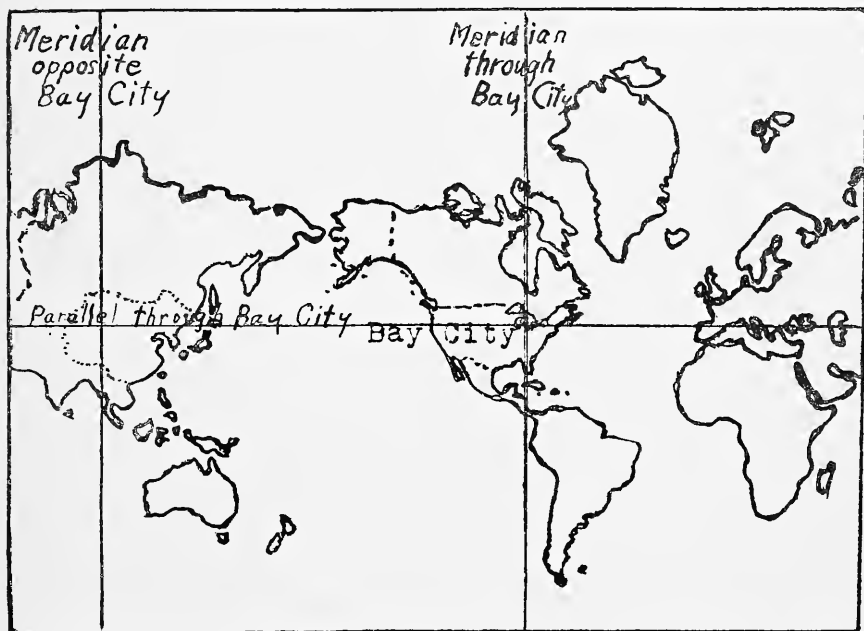 Meridian
opposite
Bay City
Meridian
through
Bay City
Parallel through Bay City
Bay City